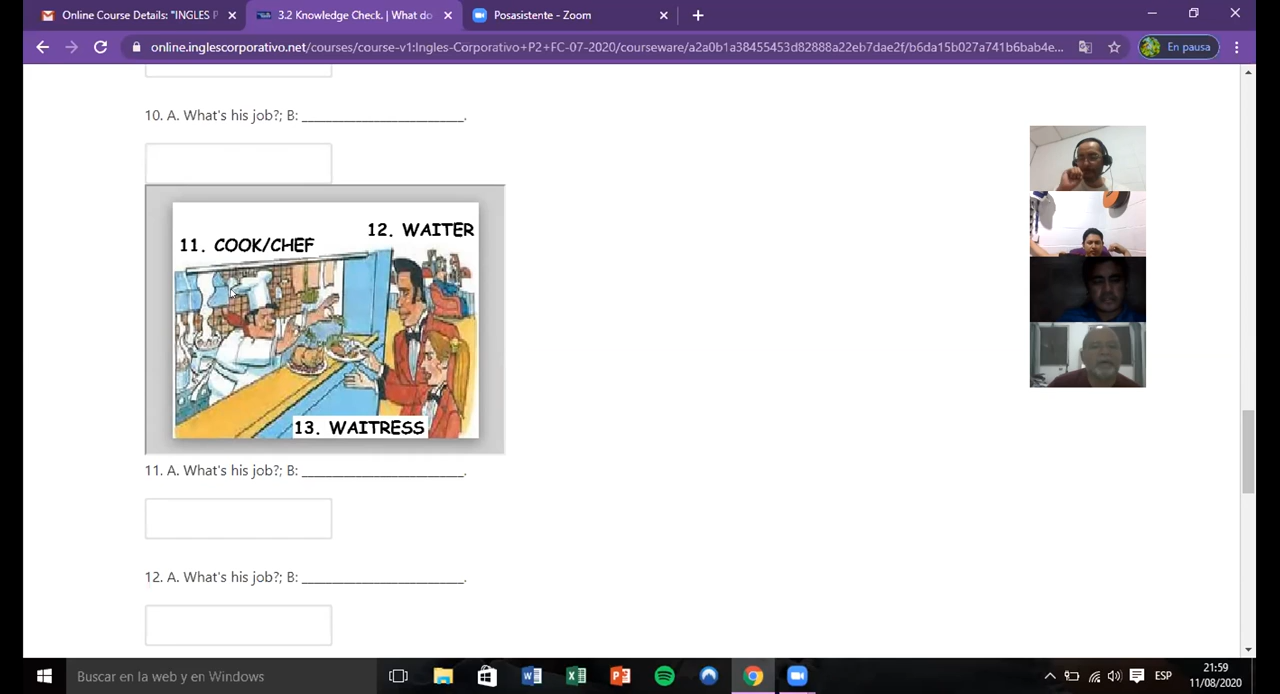 Online Course Details: "INGLES P
3.2 Knowledge Check. | What do
Posasistente - Zoom
online.inglescorporativo.net/courses/course-v1:Ingles-Corporativo+P2+FC-07-2020/courseware/a2a0b1a38455453d82888a22eb7dae2f/b6da15b027a741b6bab4e...
En pausa
10. A. What's his job?; B: _________________________.
12. WAITER
11. COOK/CHEF
13. WAITRESS
11. A. What's his job?; B: _________________________.
12. A. What's his job?; B: _________________________.
Buscar en la web y en Windows
ESP
21:59
11/08/2020